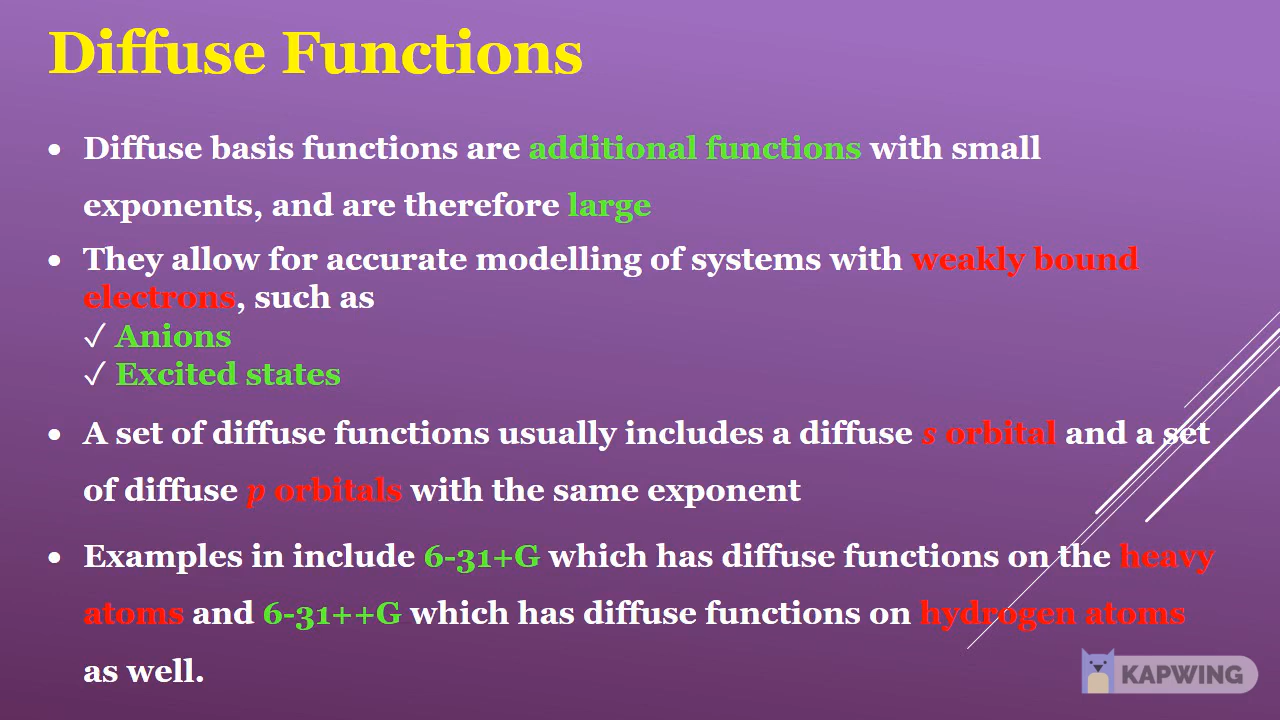 Diffuse Functions
• Diffuse basis functions are additional functions with small
exponents, and are therefore large
• They allow for accurate modelling of systems with weakly bound
electrons, such as
✓ Anions
✓ Excited states
• A set of diffuse functions usually includes a diffuse s orbital and a set
of diffuse p orbitals with the same exponent
• Examples in include 6-31+G which has diffuse functions on the heavy
atoms and 6-31++G which has diffuse functions on hydrogen atoms
as well.
KAPWING